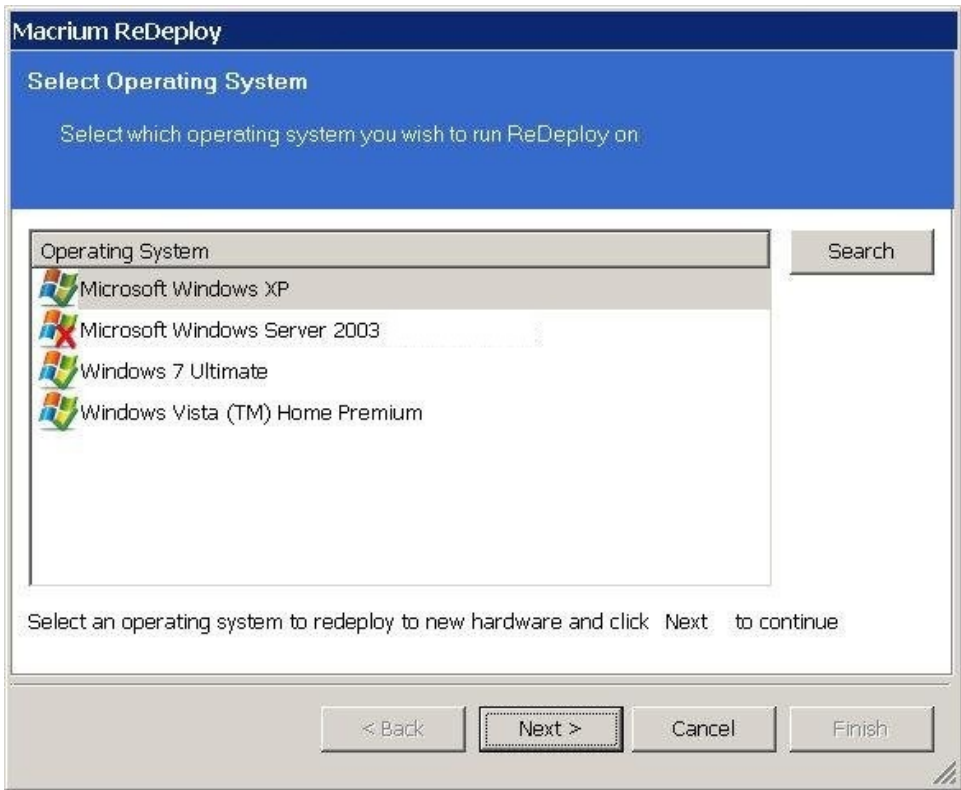 Macrium ReDeploy
Select Operating System
Select which operating system you wish to run ReDeploy on
Operating System
Search
Microsoft Windows XP
Microsoft Windows Server 2003
Windows 7 Ultimate
Windows Vista (TM) Home Premium
Select an operating system to redeploy to new hardware and click Next to continue
< Back Next > Cancel Finish